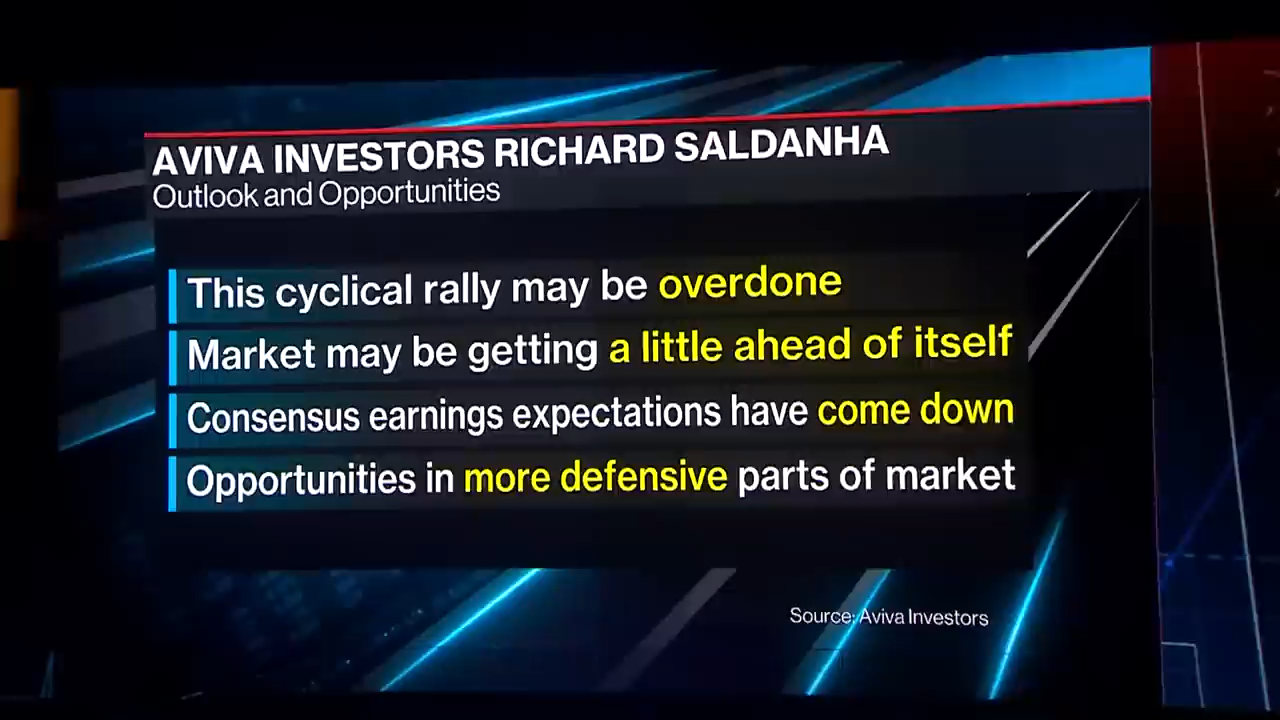 AVIVA INVESTORS RICHARD SALDANHA
Outlook and Opportunities
This cyclical rally may be overdone
Market may be getting a little ahead of itself
Consensus earnings expectations have come down
Opportunities in more defensive parts of market
Source: Aviva Investors